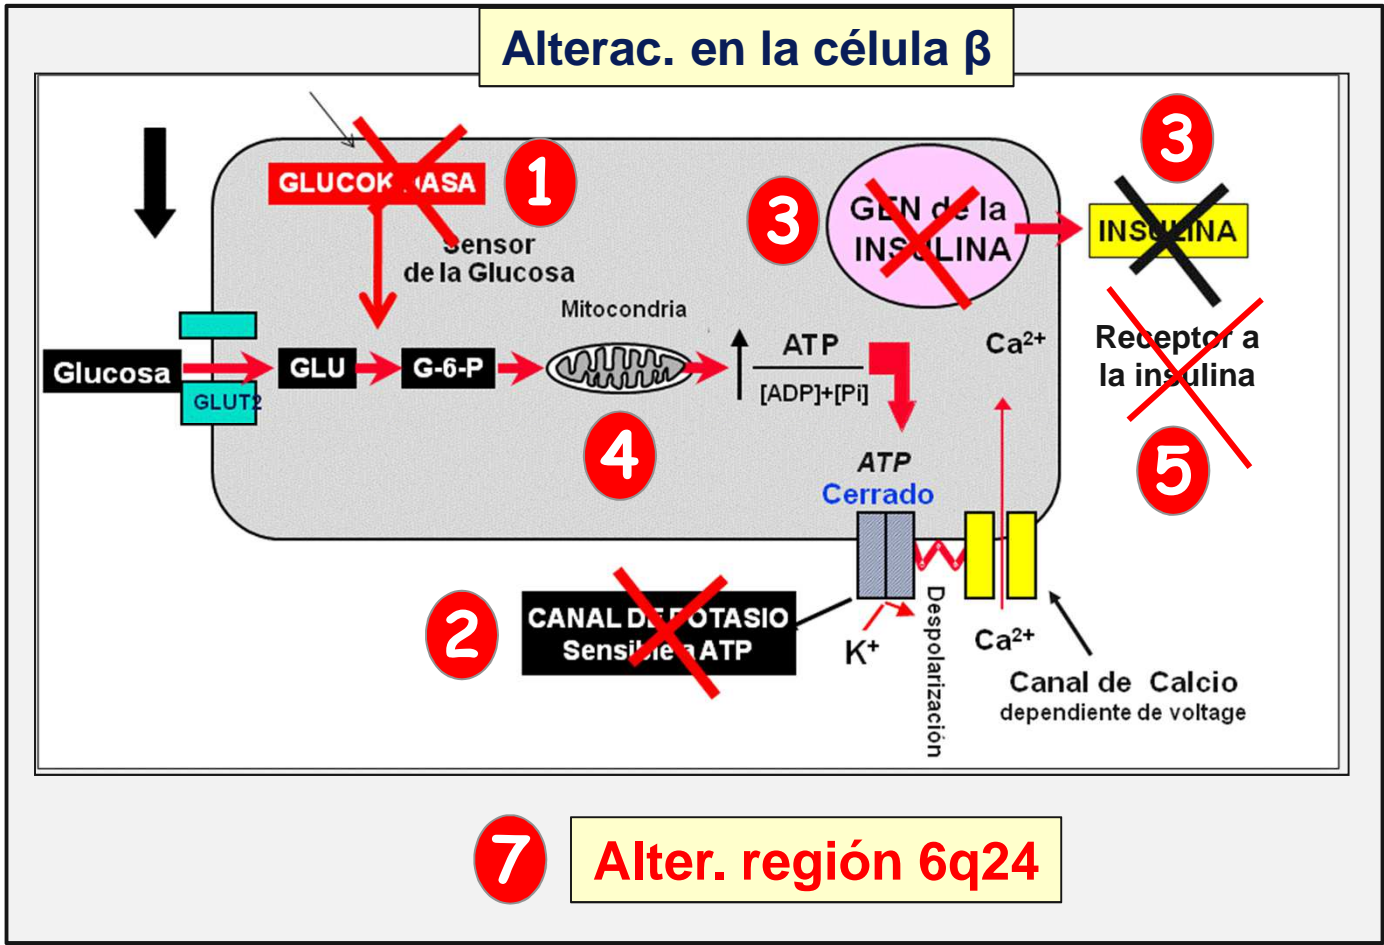 Alterac. en la célula β
3
1
GLUCOK ASA
3
GEN de la
INSULINA
INSULINA
Sensor
de la Glucosa
Mitocondria
Glucosa
GLUT2
GLU
G-6-P
ATP
[ADP]+[Pi]
Ca2+
Receptor a
la insulina
4
5
ATP
Cerrado
2
CANAL DE POTASIO
Sensible a ATP
K+
Despolarización
Ca2+
Canal de Calcio
dependiente de voltage
7
Alter. región 6q24